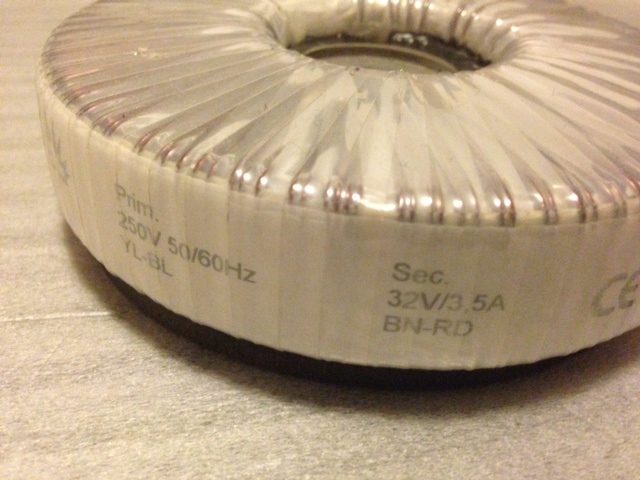 Prim.
250V 50/60Hz
YL-BL
Sec.
32V/3,5A
BN-RD
CE